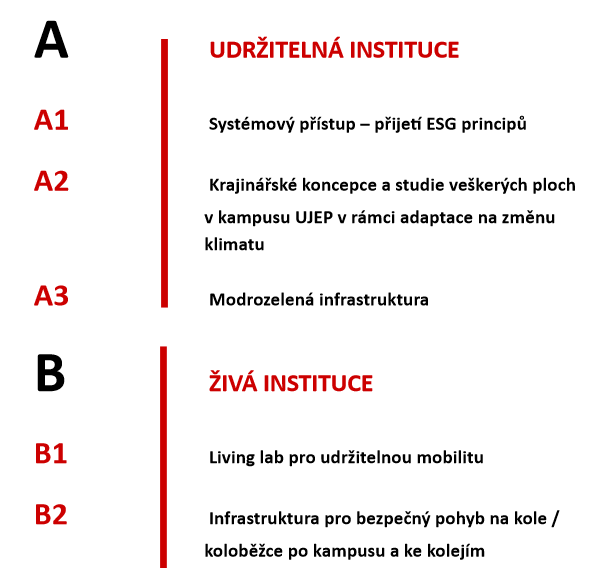 A UDRŽITELNÁ INSTITUCE
A1 Systémový přístup – přijetí ESG principů
A2 Krajinářské koncepce a studie veškerých ploch
v kampusu UJEP v rámci adaptace na změnu
klimatu
A3 Modrozelená infrastruktura
B ŽIVÁ INSTITUCE
B1 Living lab pro udržitelnou mobilitu
B2 Infrastruktura pro bezpečný pohyb na kole /
koloběžce po kampusu a ke kolejím